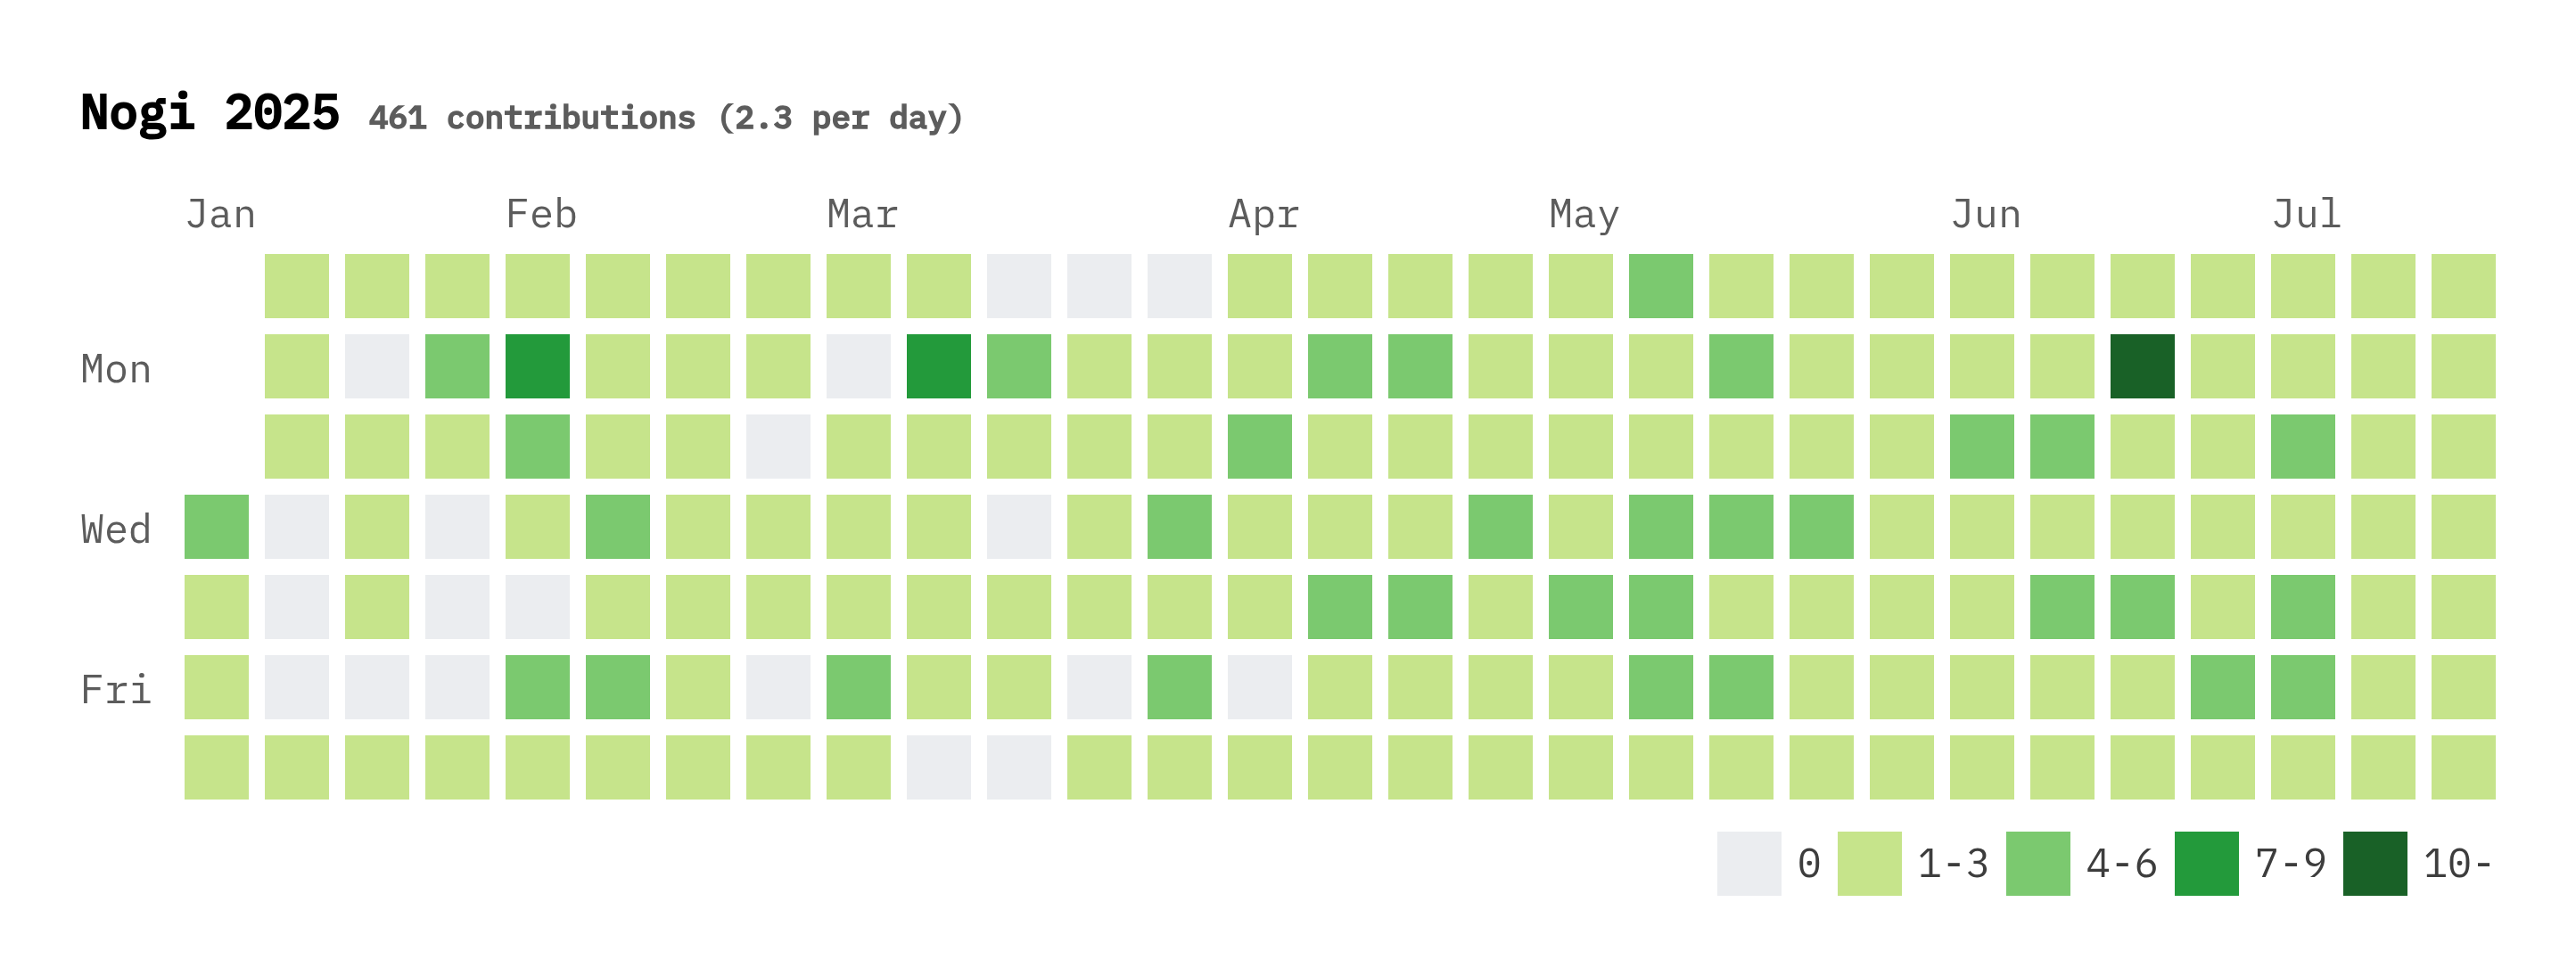 Nogi 2025 461 contributions (2.3 per day)
Jan Feb Mar Apr May Jun Jul
Mon
Wed
Fri
0 1-3 4-6 7-9 10-